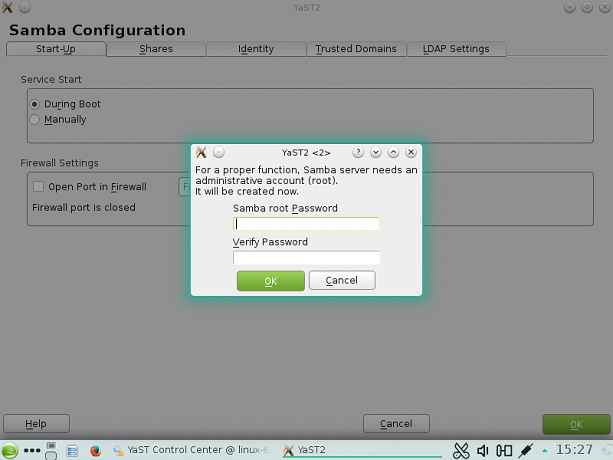 YaST2
Samba Configuration
Start-Up Shares Identity Trusted Domains LDAP Settings
Service Start
During Boot
Manually
Firewall Settings
Open Port in Firewall
Firewall port is closed
YaST2 <2>
For a proper function, Samba server needs an
administrative account (root).
It will be created now.
Samba root Password
Verify Password
OK Cancel
Help Cancel OK
YaST Control Center @ linux-6 YaST2 15:27